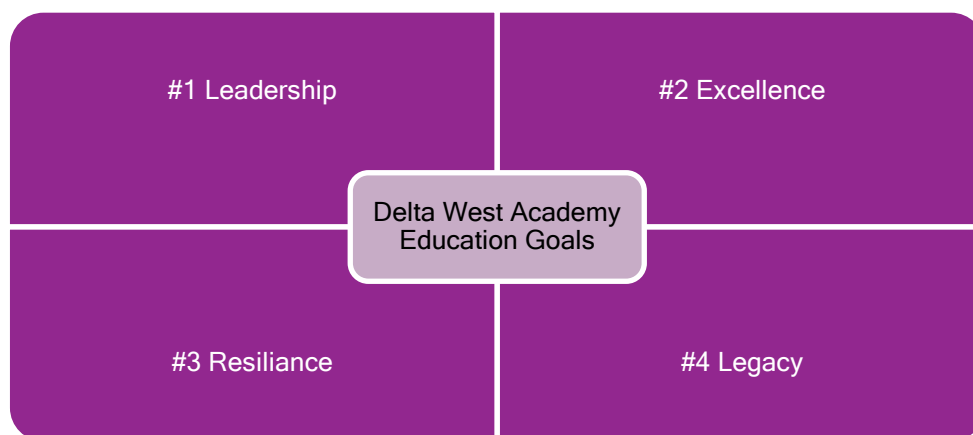 #1 Leadership
#2 Excellence
Delta West Academy
Education Goals
#3 Resiliance
#4 Legacy